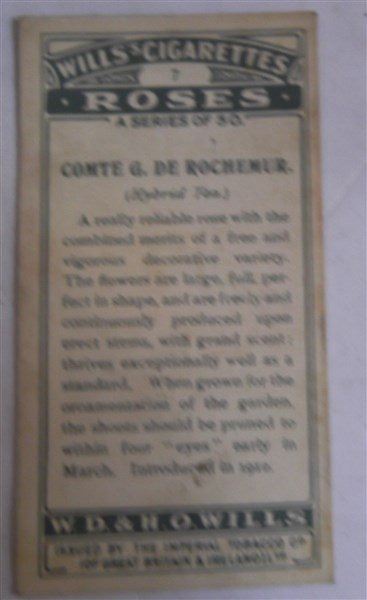 WILLS'S CIGARETTES
7
· ROSES ·
A SERIES OF 50.
COMTE G. DE ROCHEMUR.
(Hybrid Tea.)
A really reliable rose with the
combined merits of a free and
vigorous decorative variety.
The flowers are large, full, per-
fect in shape, and are freely and
continuously produced upon
erect stems, with grand scent;
thrives exceptionally well as a
standard. When grown for the
ornamentation of the garden,
the shoots should be pruned to
within four "eyes" early in
March. Introduced in 1910.
W.D. & H.O. WILLS
ISSUED BY THE IMPERIAL TOBACCO CO
(OF GREAT BRITAIN & IRELAND) LTD